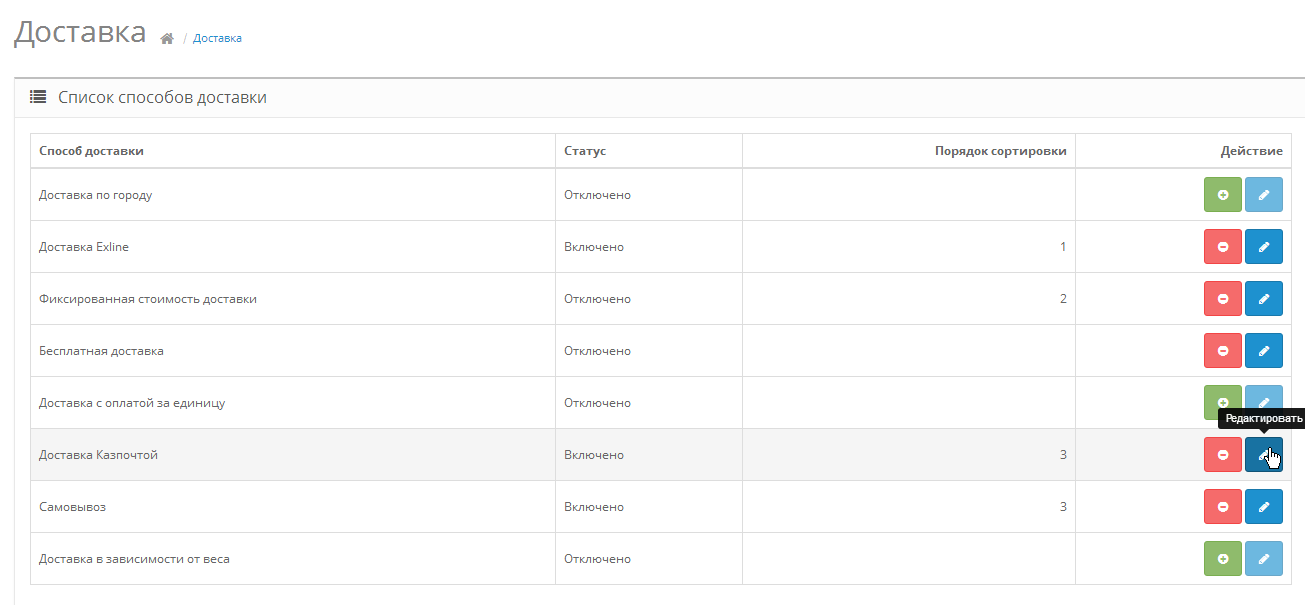 Доставка / Доставка
Список способов доставки
Способ доставки Статус Порядок сортировки Действие
Доставка по городу Отключено
Доставка Exline Включено 1
Фиксированная стоимость доставки Отключено 2
Бесплатная доставка Отключено
Доставка с оплатой за единицу Отключено
Редактировать
Доставка Казпочтой Включено 3
Самовывоз Включено 3
Доставка в зависимости от веса Отключено